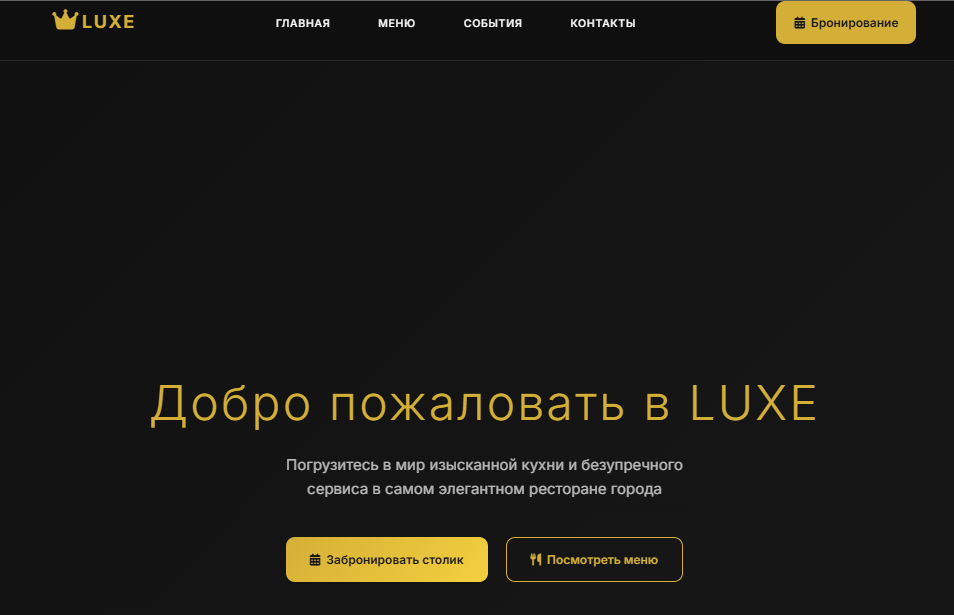 LUXE
ГЛАВНАЯ
МЕНЮ
СОБЫТИЯ
КОНТАКТЫ
Бронирование
Добро пожаловать в LUXE
Погрузитесь в мир изысканной кухни и безупречного
сервиса в самом элегантном ресторане города
Забронировать столик
Посмотреть меню